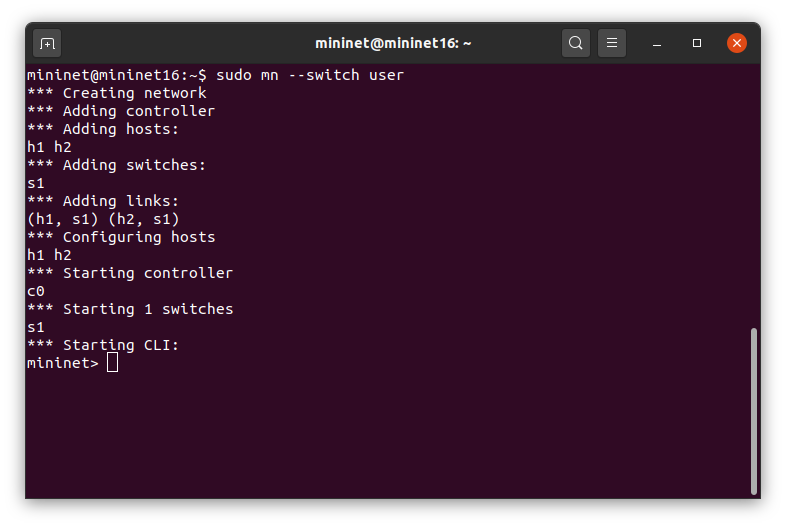 mininet@mininet16: ~
mininet@mininet16:~$ sudo mn --switch user
*** Creating network
*** Adding controller
*** Adding hosts:
h1 h2
*** Adding switches:
s1
*** Adding links:
(h1, s1) (h2, s1)
*** Configuring hosts
h1 h2
*** Starting controller
c0
*** Starting 1 switches
s1
*** Starting CLI:
mininet>